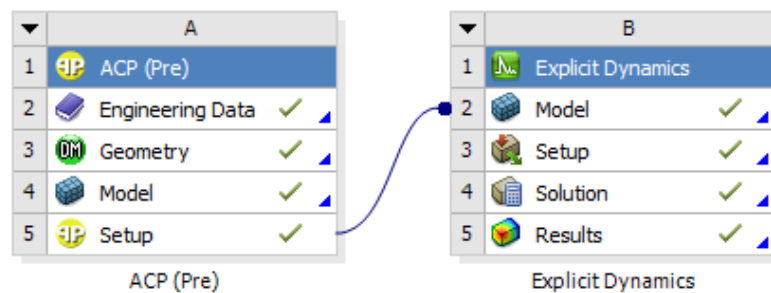 A
1 ACP (Pre)
2 Engineering Data
3 DM Geometry
4 Model
5 Setup
ACP (Pre)
B
1 Explicit Dynamics
2 Model
3 Setup
4 Solution
5 Results
Explicit Dynamics